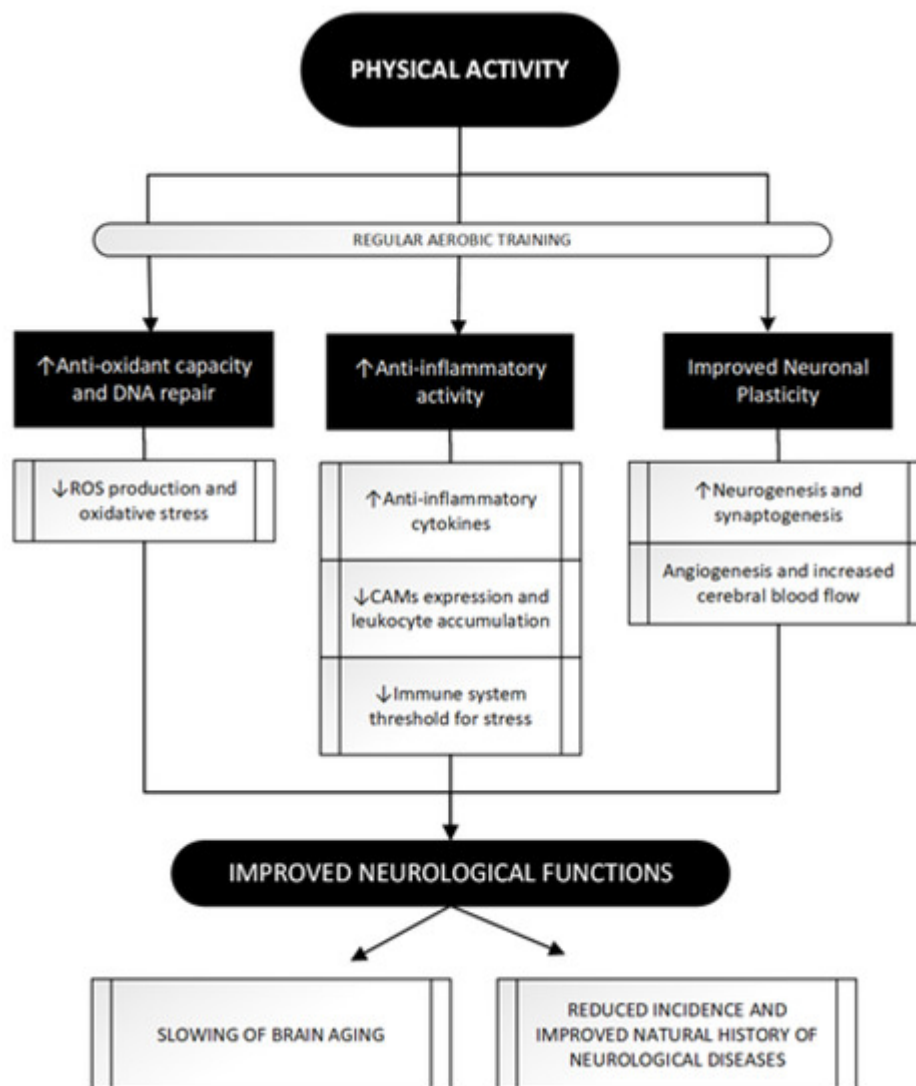 PHYSICAL ACTIVITY
REGULAR AEROBIC TRAINING
↑Anti-oxidant capacity
and DNA repair
↓ROS production and
oxidative stress
↑Anti-inflammatory
activity
↑Anti-inflammatory
cytokines
↓CAMs expression and
leukocyte accumulation
↓Immune system
threshold for stress
Improved Neuronal
Plasticity
↑Neurogenesis and
synaptogenesis
Angiogenesis and increased
cerebral blood flow
IMPROVED NEUROLOGICAL FUNCTIONS
SLOWING OF BRAIN AGING
REDUCED INCIDENCE AND
IMPROVED NATURAL HISTORY OF
NEUROLOGICAL DISEASES